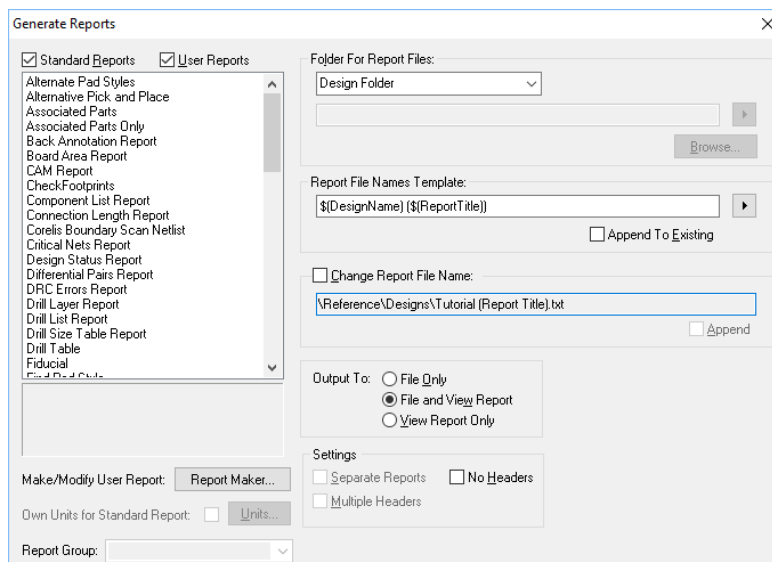 Generate Reports
Standard Reports
User Reports
Alternate Pad Styles
Alternative Pick and Place
Associated Parts
Associated Parts Only
Back Annotation Report
Board Area Report
CAM Report
CheckFootprints
Component List Report
Connection Length Report
Corelis Boundary Scan Netlist
Critical Nets Report
Design Status Report
Differential Pairs Report
DRC Errors Report
Drill Layer Report
Drill List Report
Drill Size Table Report
Drill Table
Fiducial
Find Pad Style
Make/Modify User Report:
Report Maker...
Own Units for Standard Report:
Units...
Report Group:
Folder For Report Files:
Design Folder
Browse...
Report File Names Template:
$(DesignName) ($(ReportTitle))
Append To Existing
Change Report File Name:
\Reference\Designs\Tutorial (Report Title).txt
Append
Output To:
File Only
File and View Report
View Report Only
Settings
Separate Reports
No Headers
Multiple Headers